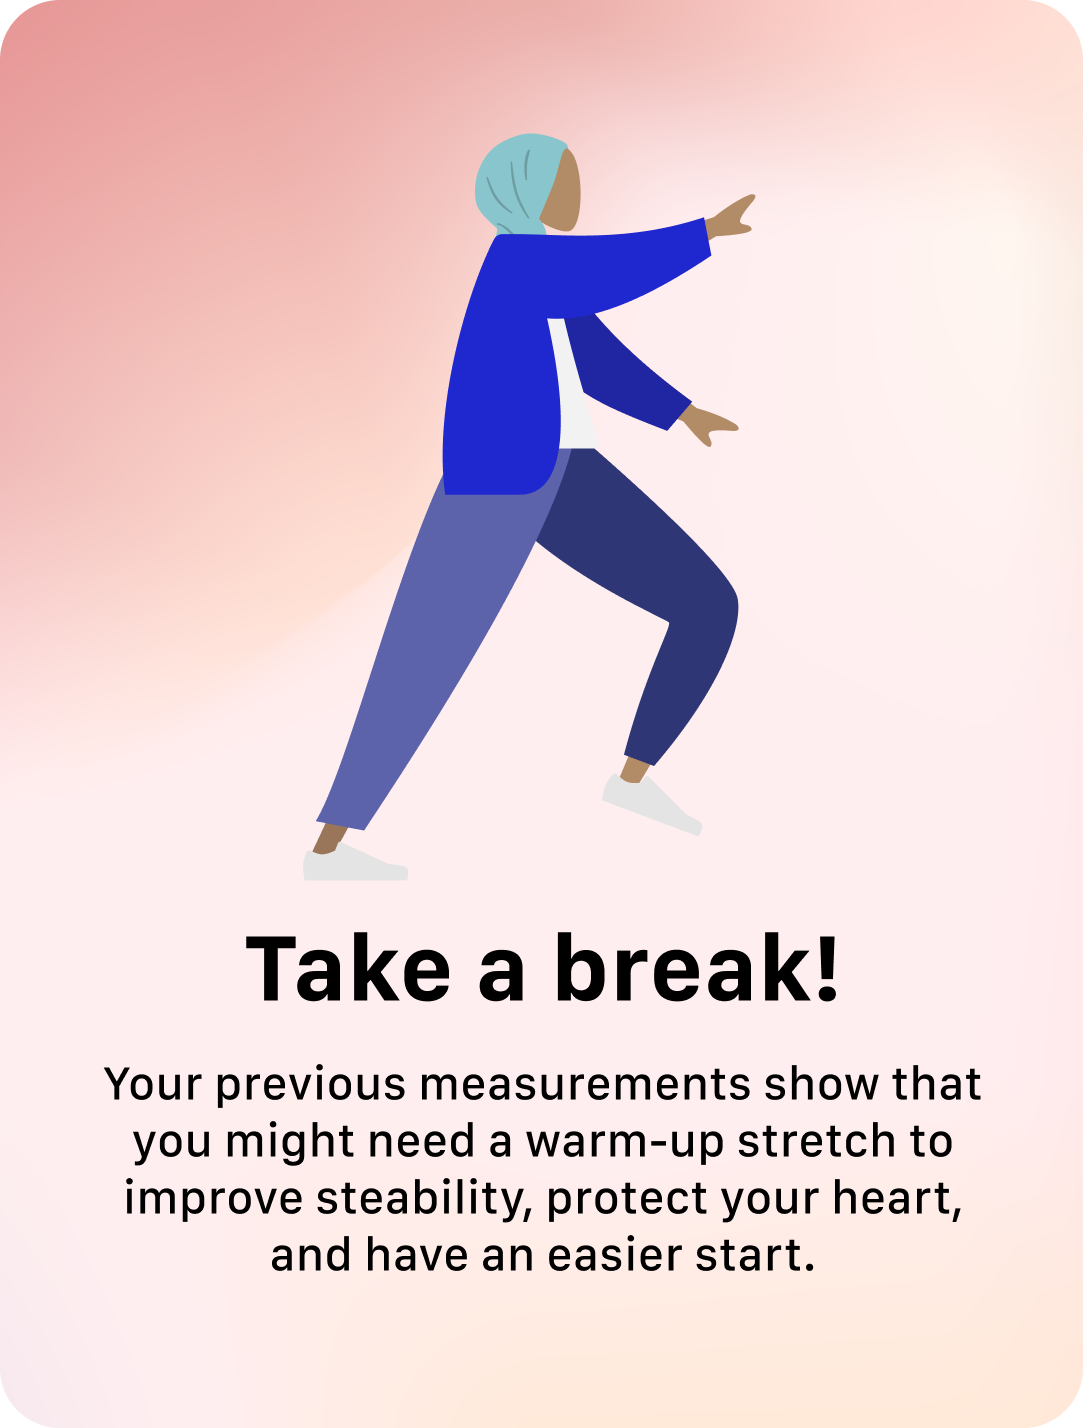 Take a break!
Your previous measurements show that
you might need a warm-up stretch to
improve steability, protect your heart,
and have an easier start.